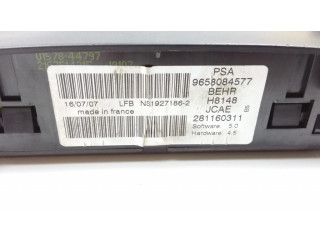 PSA
9658084577
BEHR
H8148
JCAE
281160311
Software: 5.0
Hardware: 4.5
16/07/07 LFB N51927186-2
made in france